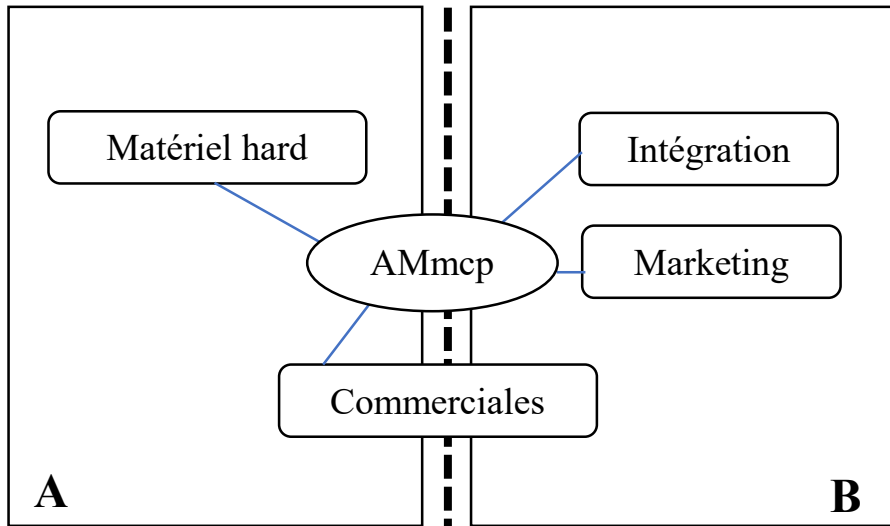 Matériel hard
Intégration
AMmcp
Marketing
Commerciales
A
B